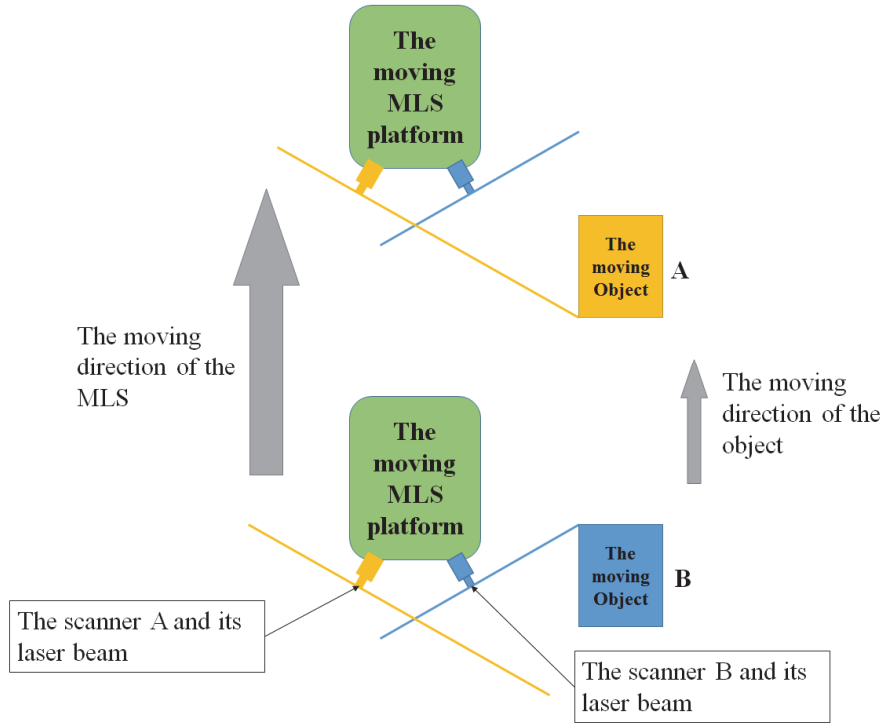 The
moving
MLS
platform
The
moving
Object
A
The moving
direction of the
MLS
The moving
direction of the
object
The
moving
MLS
platform
The
moving
Object
B
The scanner A and its
laser beam
The scanner B and its
laser beam